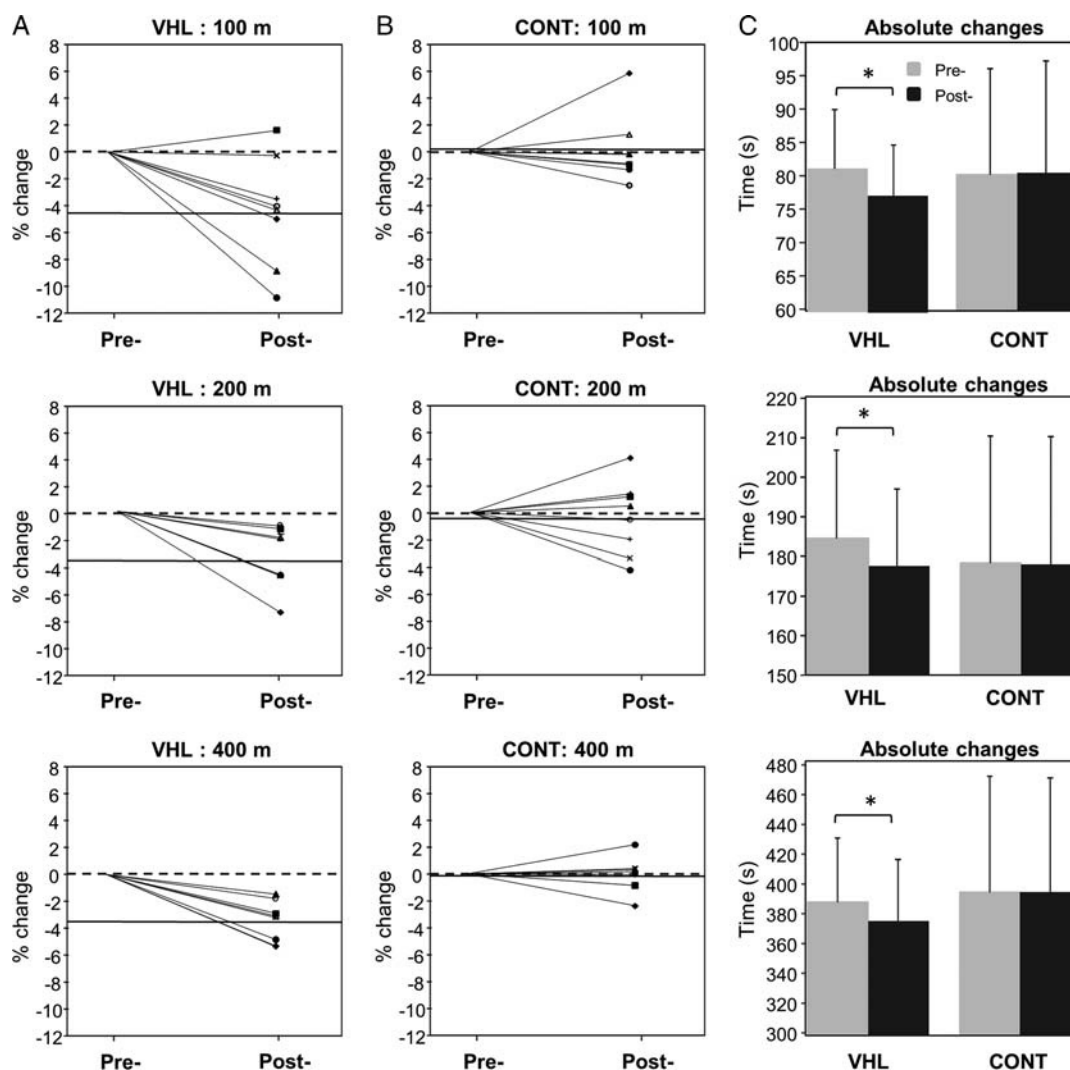 A
VHL : 100 m
8
6
4
2
0
-2
-4
-6
-8
-10
-12
% change
Pre-
Post-
B
CONT: 100 m
8
6
4
2
0
-2
-4
-6
-8
-10
-12
% change
Pre-
Post-
C
Absolute changes
100
95
90
85
80
75
70
65
60
Time (s)
*
Pre-
Post-
VHL
CONT
VHL : 200 m
8
6
4
2
0
-2
-4
-6
-8
-10
-12
% change
Pre-
Post-
CONT: 200 m
8
6
4
2
0
-2
-4
-6
-8
-10
-12
% change
Pre-
Post-
Absolute changes
220
210
200
190
180
170
160
150
Time (s)
*
VHL
CONT
VHL : 400 m
8
6
4
2
0
-2
-4
-6
-8
-10
-12
% change
Pre-
Post-
CONT: 400 m
8
6
4
2
0
-2
-4
-6
-8
-10
-12
% change
Pre-
Post-
Absolute changes
480
460
440
420
400
380
360
340
320
300
Time (s)
*
VHL
CONT